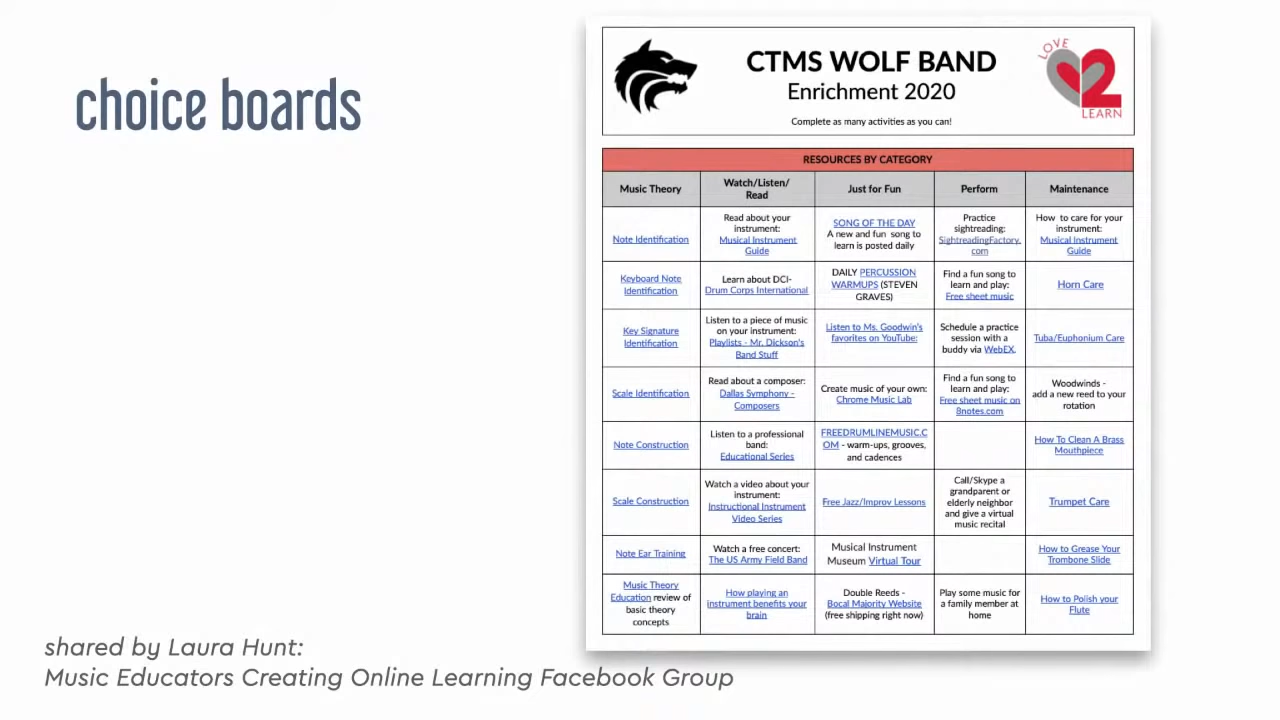 choice boards
CTMS WOLF BAND
Enrichment 2020
Complete as many activities as you can!
LOVE
2
LEARN
RESOURCES BY CATEGORY
Music Theory
Watch/Listen/
Read
Just for Fun
Perform
Maintenance
Note Identification
Read about your
instrument:
Musical Instrument
Guide
SONG OF THE DAY
A new and fun song to
learn is posted daily
Practice
sightreading:
SightreadingFactory.
com
How to care for your
instrument:
Musical Instrument
Guide
Keyboard Note
Identification
Learn about DCI-
Drum Corps International
DAILY PERCUSSION
WARMUPS (STEVEN
GRAVES)
Find a fun song to
learn and play:
Free sheet music
Horn Care
Key Signature
Identification
Listen to a piece of music
on your instrument:
Playlists - Mr. Dickson's
Band Stuff
Listen to Ms. Goodwin's
favorites on YouTube:
Schedule a practice
session with a
buddy via WebEX.
Tuba/Euphonium Care
Scale Identification
Read about a composer:
Dallas Symphony -
Composers
Create music of your own:
Chrome Music Lab
Find a fun song to
learn and play:
Free sheet music on
8notes.com
Woodwinds -
add a new reed to your
rotation
Note Construction
Listen to a professional
band:
Educational Series
FREEDRUMLINEMUSIC.C
OM - warm-ups, grooves,
and cadences
How To Clean A Brass
Mouthpiece
Scale Construction
Watch a video about your
instrument:
Instructional Instrument
Video Series
Free Jazz/Improv Lessons
Call/Skype a
grandparent or
elderly neighbor
and give a virtual
music recital
Trumpet Care
Note Ear Training
Watch a free concert:
The US Army Field Band
Musical Instrument
Museum Virtual Tour
How to Grease Your
Trombone Slide
Music Theory
Education review of
basic theory
concepts
How playing an
instrument benefits your
brain
Double Reeds -
Bocal Majority Website
(free shipping right now)
Play some music for
a family member at
home
How to Polish your
Flute
shared by Laura Hunt:
Music Educators Creating Online Learning Facebook Group